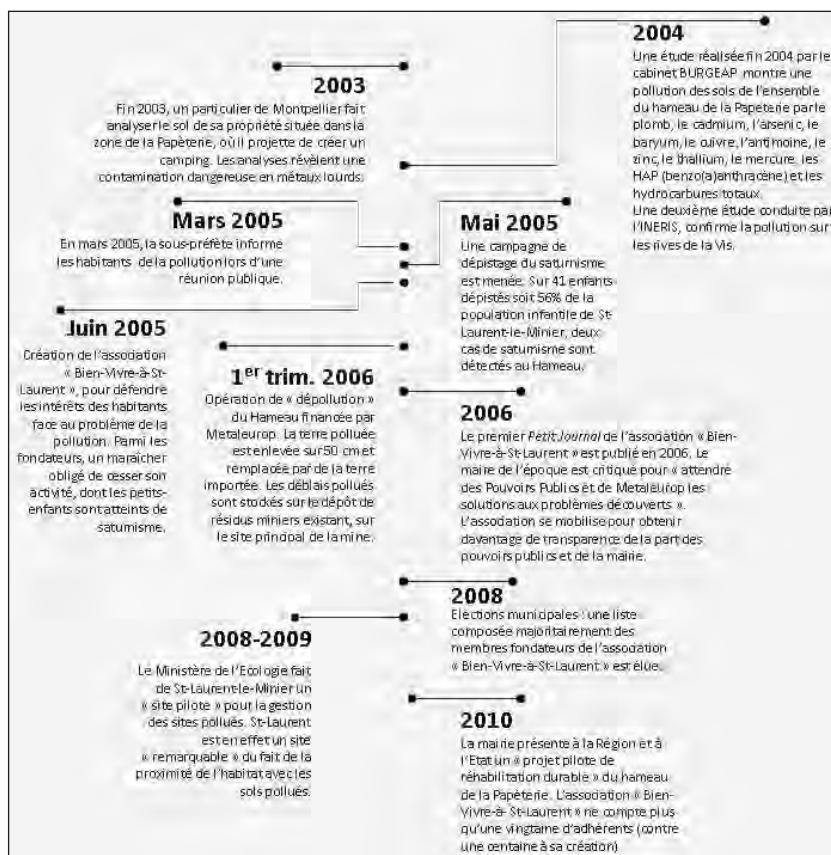 2003
Fin 2003, un particulier de Montpellier fait
analyser le sol de sa propriété située dans la
zone de la Papèterie, où il projette de créer un
camping. Les analyses révèlent une
contamination dangereuse en métaux lourds.
2004
Une étude réalisée fin 2004 par le
cabinet BURGEAP montre une
pollution des sols de l'ensemble
du hameau de la Papeterie par le
plomb, le cadmium, l'arsenic, le
baryum, le cuivre, l'antimoine, le
zinc, le thallium, le mercure les
HAP (benzo(a)anthracène) et les
hydrocarbures totaux.
Une deuxième étude conduite par
l'INERIS, confirme la pollution sur
les rives de la Vis.
Mars 2005
En mars 2005, la sous-préfète informe
les habitants de la pollution lors d'une
réunion publique.
Mai 2005
Une campagne de
dépistage du saturnisme
est menée. Sur 41 enfants
dépistés soit 56% de la
population infantile de St-
Laurent-le-Minier, deux
cas de saturnisme sont
détectés au Hameau.
Juin 2005
Création de l'association
« Bien-Vivre-à-St-
Laurent », pour défendre
les intérêts des habitants
face au problème de la
pollution. Parmi les
fondateurs, un maraîcher
obligé de cesser son
activité, dont les petits-
enfants sont atteints de
saturnisme.
1er trim. 2006
Opération de « dépollution »
du Hameau financée par
Metaleurop. La terre polluée
est enlevée sur 50 cm et
remplacée par de la terre
importée. Les déblais pollués
sont stockés sur le dépôt de
résidus miniers existant, sur
le site principal de la mine.
2006
Le premier Petit Journal de l'association « Bien-
Vivre-à-St-Laurent » est publié en 2006. Le
maire de l'époque est critiqué pour « attendre
des Pouvoirs Publics et de Metaleurop les
solutions aux problèmes découverts ».
L'association se mobilise pour obtenir
davantage de transparence de la part des
pouvoirs publics et de la mairie.
2008
Elections municipales : une liste
composée majoritairement des
membres fondateurs de l'association
« Bien-Vivre-à-St-Laurent » est élue.
2008-2009
Le Ministère de l'Ecologie fait
de St-Laurent-le-Minier un
« site pilote » pour la gestion
des sites pollués. St-Laurent
est en effet un site
« remarquable » du fait de la
proximité de l'habitat avec les
sols pollués.
2010
La mairie présente à la Région et à
l'Etat un « projet pilote de
réhabilitation durable » du hameau
de la Papèterie. L'association « Bien-
Vivre-à- St-Laurent » ne compte plus
qu'une vingtaine d'adhérents (contre
une centaine à sa création)